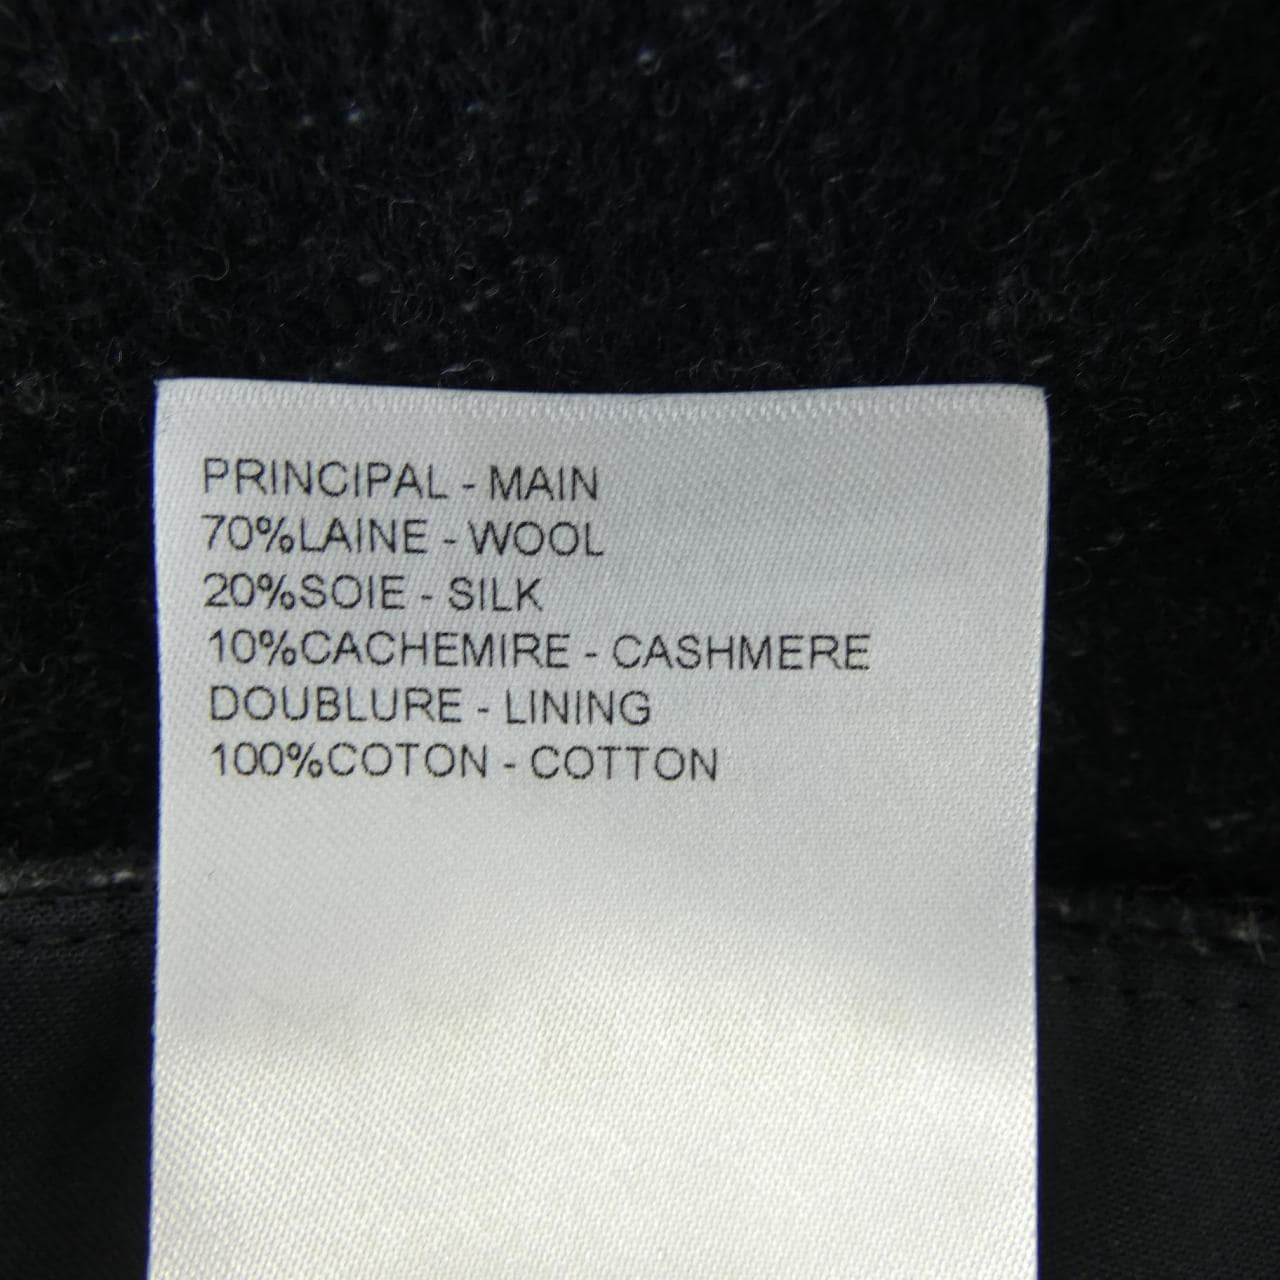 PRINCIPAL - MAIN
70%LAINE - WOOL
20%SOIE - SILK
10%CACHEMIRE - CASHMERE
DOUBLURE - LINING
100%COTON - COTTON